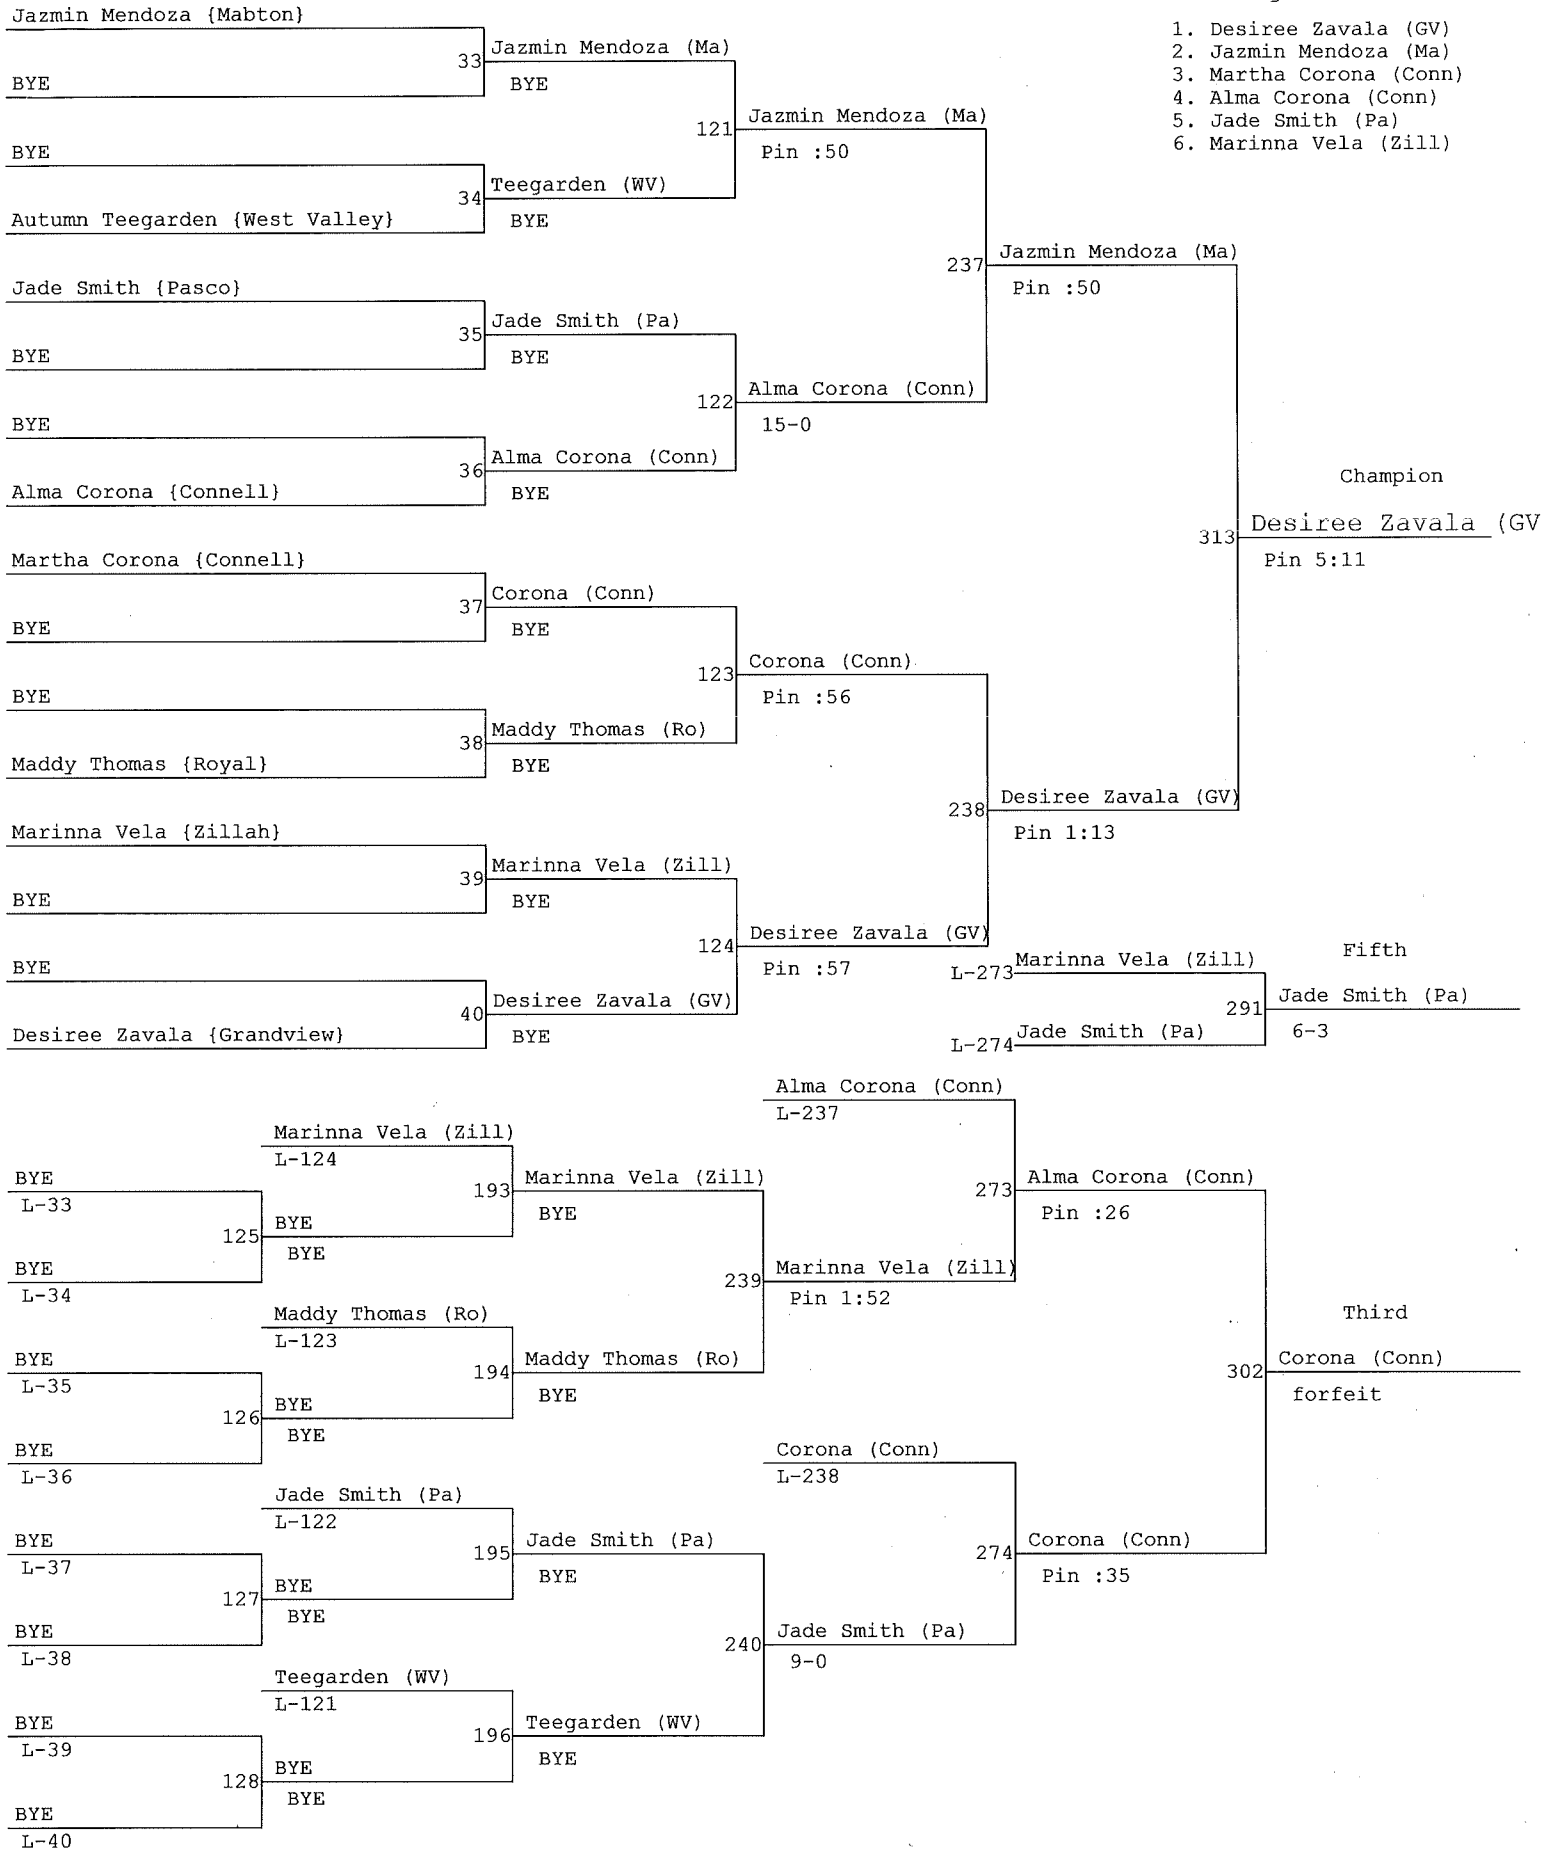 1. Desiree Zavala (GV)
2. Jazmin Mendoza (Ma)
3. Martha Corona (Conn)
4. Alma Corona (Conn)
5. Jade Smith (Pa)
6. Marinna Vela (Zill)
Jazmin Mendoza {Mabton}
33 Jazmin Mendoza (Ma)
BYE
BYE
121 Jazmin Mendoza (Ma)
Pin :50
BYE
34 Teegarden (WV)
Autumn Teegarden {West Valley}
BYE
237 Jazmin Mendoza (Ma)
Pin :50
Jade Smith {Pasco}
35 Jade Smith (Pa)
BYE
BYE
122 Alma Corona (Conn)
15-0
BYE
36 Alma Corona (Conn)
Alma Corona {Connell}
BYE
Champion
313 Desiree Zavala (GV
Pin 5:11
Martha Corona {Connell}
37 Corona (Conn)
BYE
BYE
123 Corona (Conn)
Pin :56
BYE
38 Maddy Thomas (Ro)
Maddy Thomas {Royal}
BYE
238 Desiree Zavala (GV)
Pin 1:13
Marinna Vela {Zillah}
39 Marinna Vela (Zill)
BYE
BYE
124 Desiree Zavala (GV)
Pin :57
BYE
40 Desiree Zavala (GV)
Desiree Zavala {Grandview}
BYE
Fifth
L-273 Marinna Vela (Zill)
291 Jade Smith (Pa)
6-3
L-274 Jade Smith (Pa)
Alma Corona (Conn)
L-237
Marinna Vela (Zill)
L-124
BYE
L-33
193 Marinna Vela (Zill)
BYE
273 Alma Corona (Conn)
Pin :26
125 BYE
BYE
BYE
L-34
239 Marinna Vela (Zill)
Pin 1:52
Maddy Thomas (Ro)
L-123
Third
BYE
L-35
194 Maddy Thomas (Ro)
BYE
302 Corona (Conn)
forfeit
126 BYE
BYE
BYE
L-36
Corona (Conn)
L-238
Jade Smith (Pa)
L-122
BYE
L-37
195 Jade Smith (Pa)
BYE
274 Corona (Conn)
Pin :35
127 BYE
BYE
BYE
L-38
240 Jade Smith (Pa)
9-0
Teegarden (WV)
L-121
BYE
L-39
196 Teegarden (WV)
BYE
128 BYE
BYE
BYE
L-40